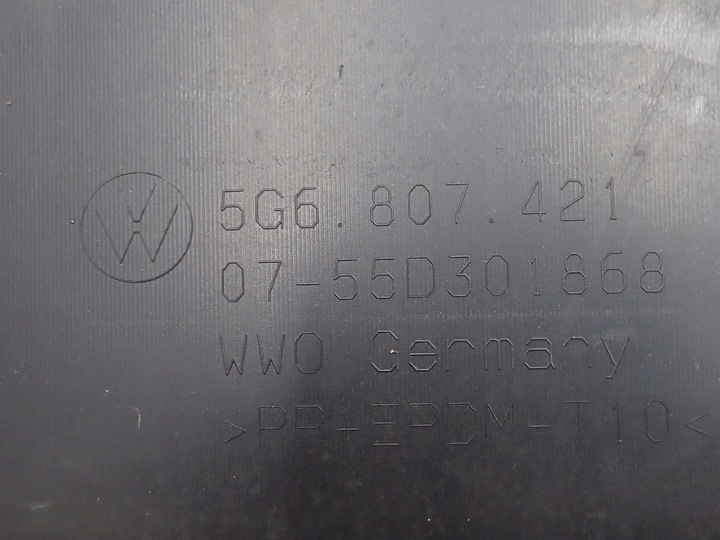 5G6.807.421
07-55D301868
WWO Germany
>PP+EPDM-T10<